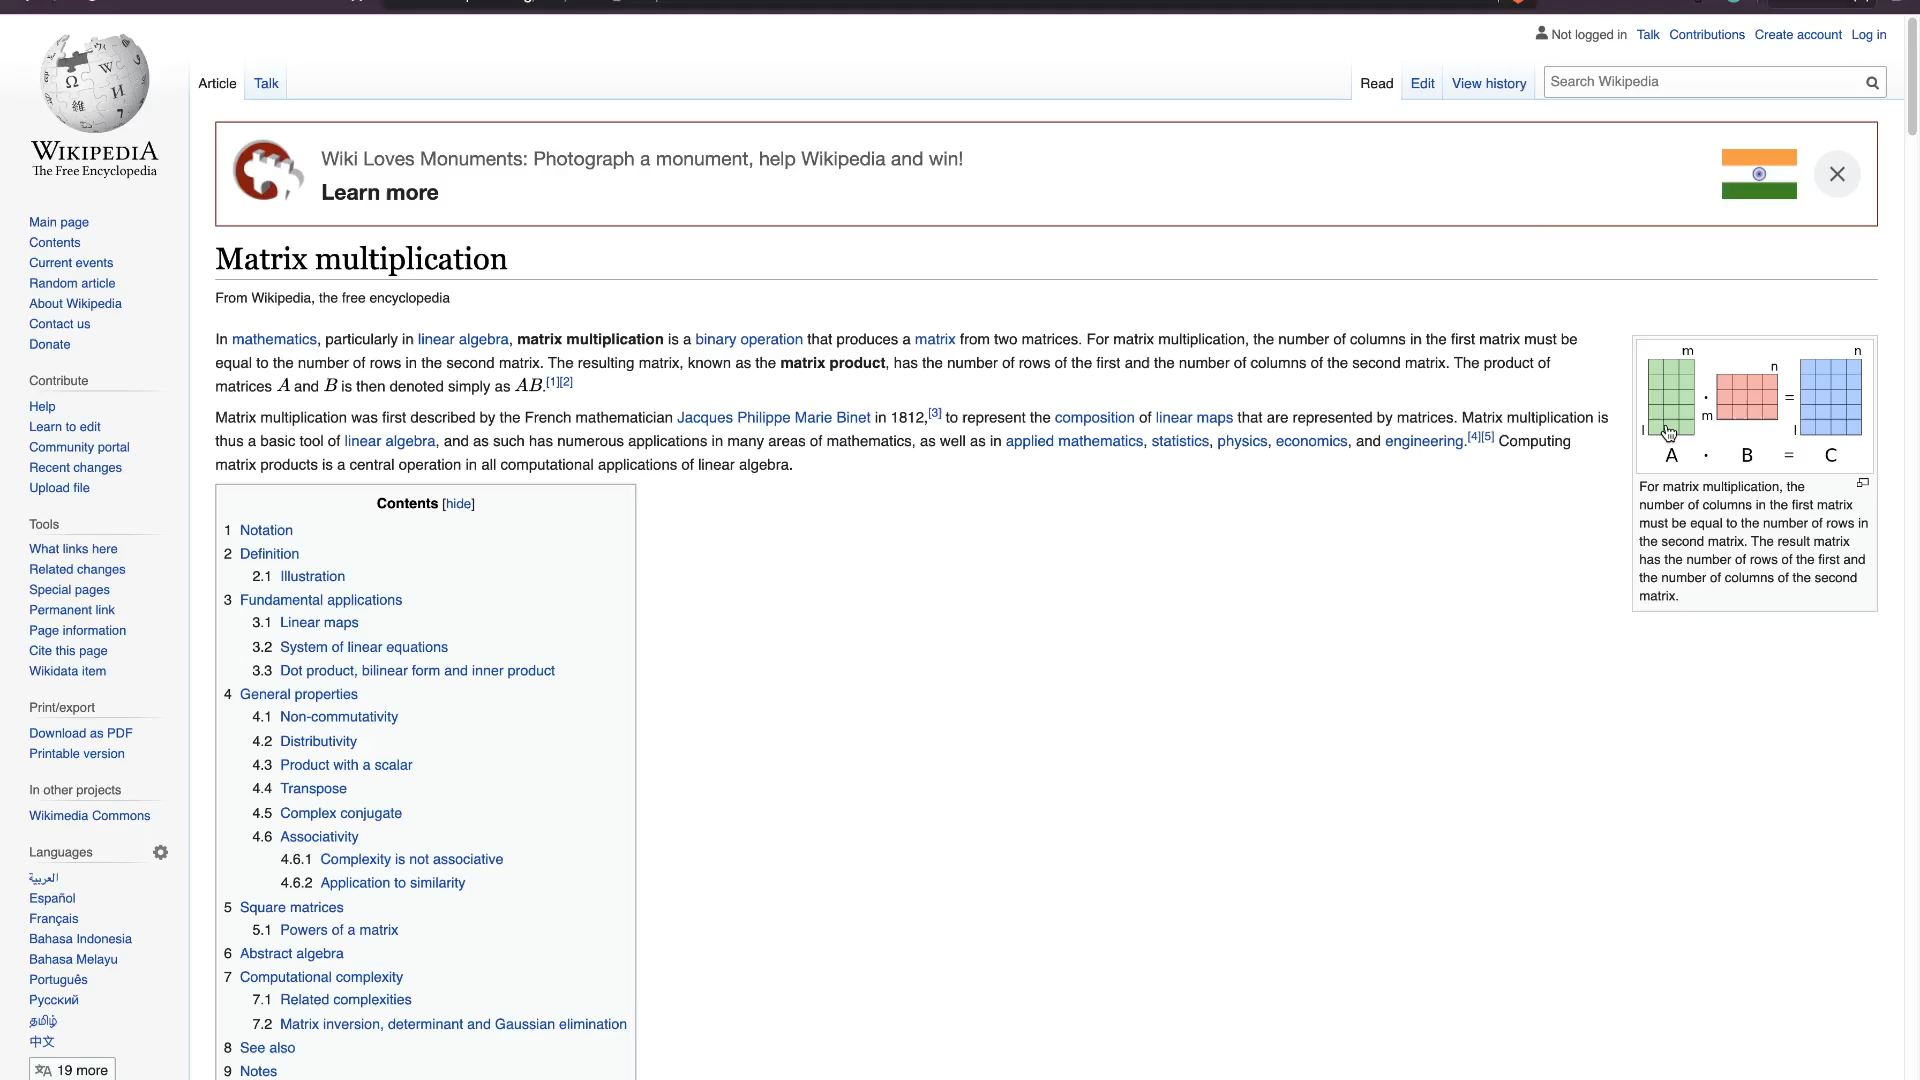 Not logged in Talk Contributions Create account Log in
Article Talk Read Edit View history Search Wikipedia
WIKIPEDIA
The Free Encyclopedia
Main page
Contents
Current events
Random article
About Wikipedia
Contact us
Donate
Contribute
Help
Learn to edit
Community portal
Recent changes
Upload file
Tools
What links here
Related changes
Special pages
Permanent link
Page information
Cite this page
Wikidata item
Print/export
Download as PDF
Printable version
In other projects
Wikimedia Commons
Languages
العربية
Español
Français
Bahasa Indonesia
Bahasa Melayu
Português
Русский
தமிழ்
中文
19 more
Wiki Loves Monuments: Photograph a monument, help Wikipedia and win!
Learn more
Matrix multiplication
From Wikipedia, the free encyclopedia
In mathematics, particularly in linear algebra, matrix multiplication is a binary operation that produces a matrix from two matrices. For matrix multiplication, the number of columns in the first matrix must be
equal to the number of rows in the second matrix. The resulting matrix, known as the matrix product, has the number of rows of the first and the number of columns of the second matrix. The product of
matrices A and B is then denoted simply as AB.[1][2]
Matrix multiplication was first described by the French mathematician Jacques Philippe Marie Binet in 1812,[3] to represent the composition of linear maps that are represented by matrices. Matrix multiplication is
thus a basic tool of linear algebra, and as such has numerous applications in many areas of mathematics, as well as in applied mathematics, statistics, physics, economics, and engineering.[4][5] Computing
matrix products is a central operation in all computational applications of linear algebra.
m n n
m
l l
A · B = C
For matrix multiplication, the
number of columns in the first matrix
must be equal to the number of rows in
the second matrix. The result matrix
has the number of rows of the first and
the number of columns of the second
matrix.
Contents [hide]
1 Notation
2 Definition
2.1 Illustration
3 Fundamental applications
3.1 Linear maps
3.2 System of linear equations
3.3 Dot product, bilinear form and inner product
4 General properties
4.1 Non-commutativity
4.2 Distributivity
4.3 Product with a scalar
4.4 Transpose
4.5 Complex conjugate
4.6 Associativity
4.6.1 Complexity is not associative
4.6.2 Application to similarity
5 Square matrices
5.1 Powers of a matrix
6 Abstract algebra
7 Computational complexity
7.1 Related complexities
7.2 Matrix inversion, determinant and Gaussian elimination
8 See also
9 Notes